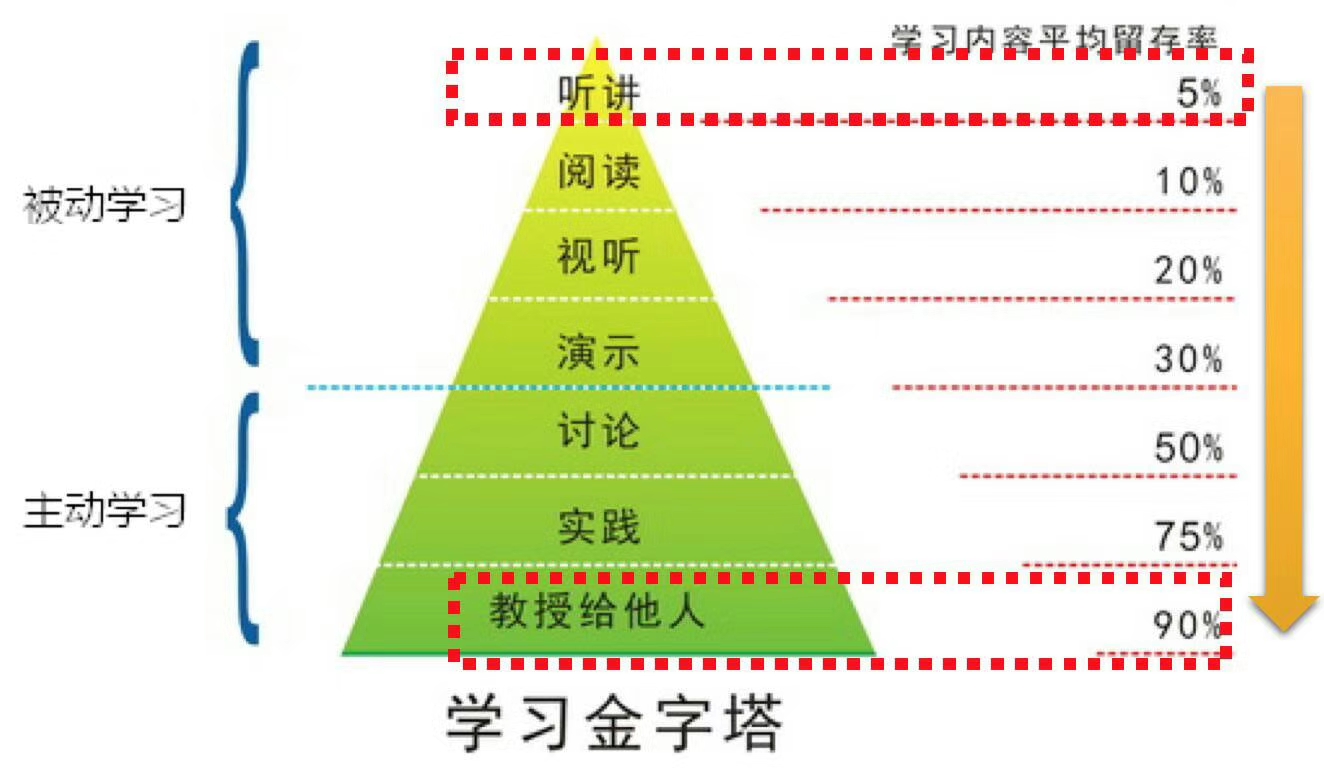 学习内容平均留存率
听讲 5%
阅读 10%
被动学习
视听 20%
演示 30%
讨论 50%
主动学习
实践 75%
教授给他人 90%
学习金字塔